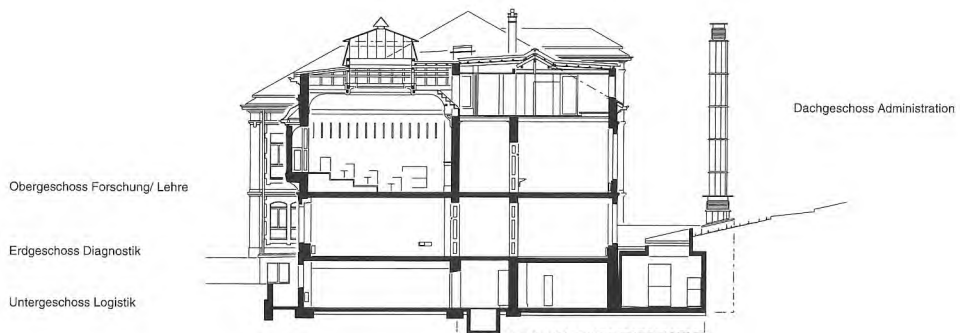 Dachgeschoss Administration
Obergeschoss Forschung/ Lehre
Erdgeschoss Diagnostik
Untergeschoss Logistik